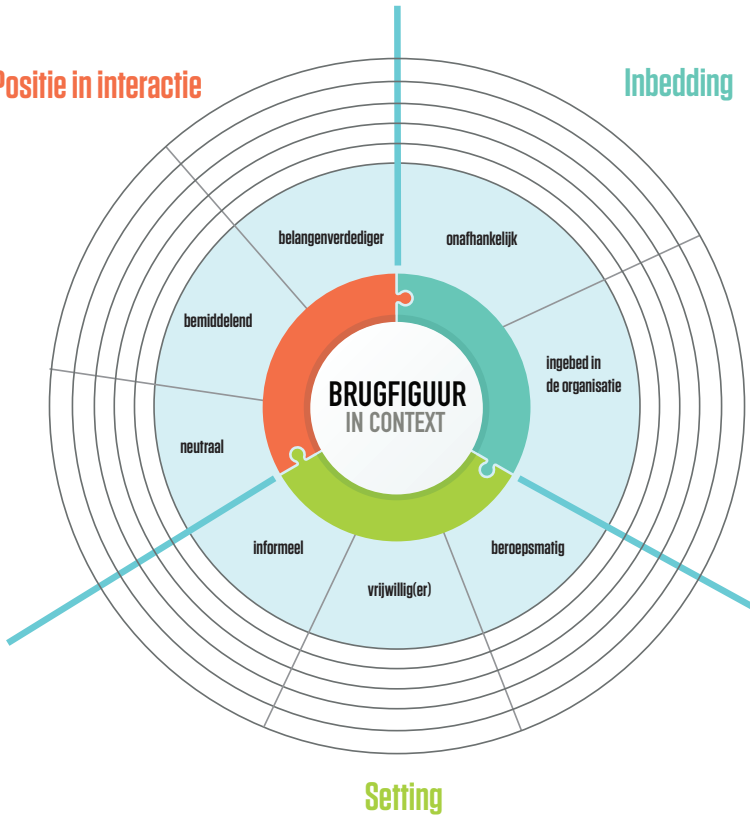 Positie in interactie
Inbedding
belangenverdediger
onafhankelijk
bemiddelend
ingebed in
de organisatie
BRUGFIGUUR
IN CONTEXT
neutraal
informeel
beroepsmatig
vrijwillig(er)
Setting